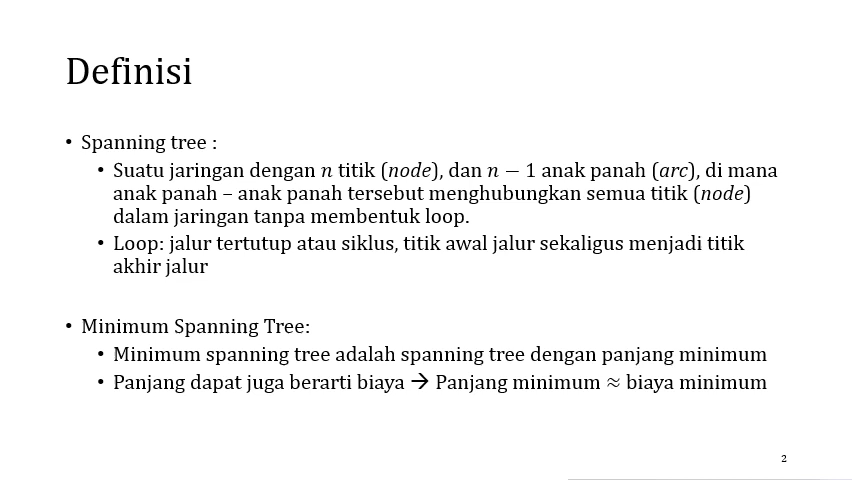 Definisi
• Spanning tree :
• Suatu jaringan dengan n titik (node), dan n − 1 anak panah (arc), di mana
anak panah – anak panah tersebut menghubungkan semua titik (node)
dalam jaringan tanpa membentuk loop.
• Loop: jalur tertutup atau siklus, titik awal jalur sekaligus menjadi titik
akhir jalur
• Minimum Spanning Tree:
• Minimum spanning tree adalah spanning tree dengan panjang minimum
• Panjang dapat juga berarti biaya → Panjang minimum ≈ biaya minimum
2